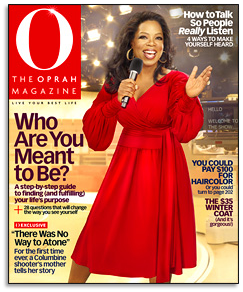 How to Talk
So People
Really Listen
4 WAYS TO MAKE
YOURSELF HEARD
O
THE OPRAH
MAGAZINE
LIVE YOUR BEST LIFE
HELLO
WELCOME TO
THE SHOW
Who
Are You
Meant
to Be?
A step-by-step guide
to finding (and fulfilling)
your life's purpose
+
28 questions that will change
the way you see yourself
YOU COULD
PAY $100
FOR
HAIRCOLOR
Or you could
turn to page 202
THE $35
WINTER
COAT
(And it's
gorgeous!)
EXCLUSIVE
"There Was No
Way to Atone"
For the first time
ever, a Columbine
shooter's mother
tells her story